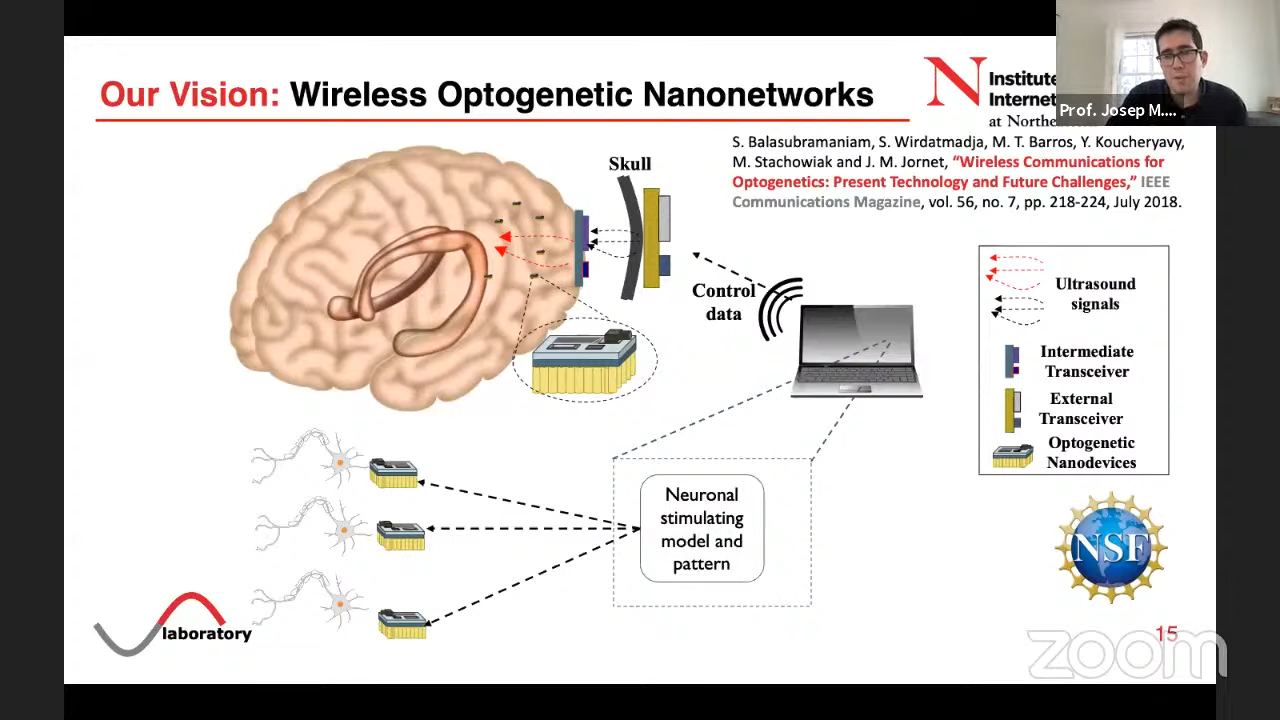 Our Vision: Wireless Optogenetic Nanonetworks
N Institute
Internet
at Northe
Prof. Josep M....
S. Balasubramaniam, S. Wirdatmadja, M. T. Barros, Y. Koucheryavy,
M. Stachowiak and J. M. Jornet, “Wireless Communications for
Optogenetics: Present Technology and Future Challenges,” IEEE
Communications Magazine, vol. 56, no. 7, pp. 218-224, July 2018.
Skull
Control
data
Ultrasound
signals
Intermediate
Transceiver
External
Transceiver
Optogenetic
Nanodevices
Neuronal
stimulating
model and
pattern
NSF
laboratory
15
zoom